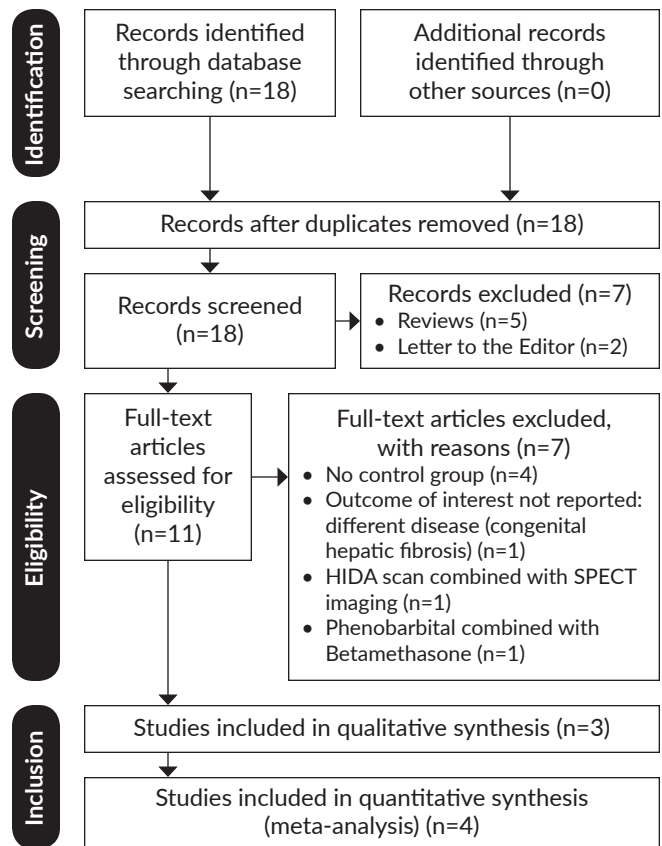 Identification
Records identified
through database
searching (n=18)
Additional records
identified through
other sources (n=0)
Screening
Records after duplicates removed (n=18)
Records screened
(n=18)
Records excluded (n=7)
• Reviews (n=5)
• Letter to the Editor (n=2)
Eligibility
Full-text
articles
assessed for
eligibility
(n=11)
Full-text articles excluded,
with reasons (n=7)
• No control group (n=4)
• Outcome of interest not reported:
different disease (congenital
hepatic fibrosis) (n=1)
• HIDA scan combined with SPECT
imaging (n=1)
• Phenobarbital combined with
Betamethasone (n=1)
Inclusion
Studies included in qualitative synthesis (n=3)
Studies included in quantitative synthesis
(meta-analysis) (n=4)